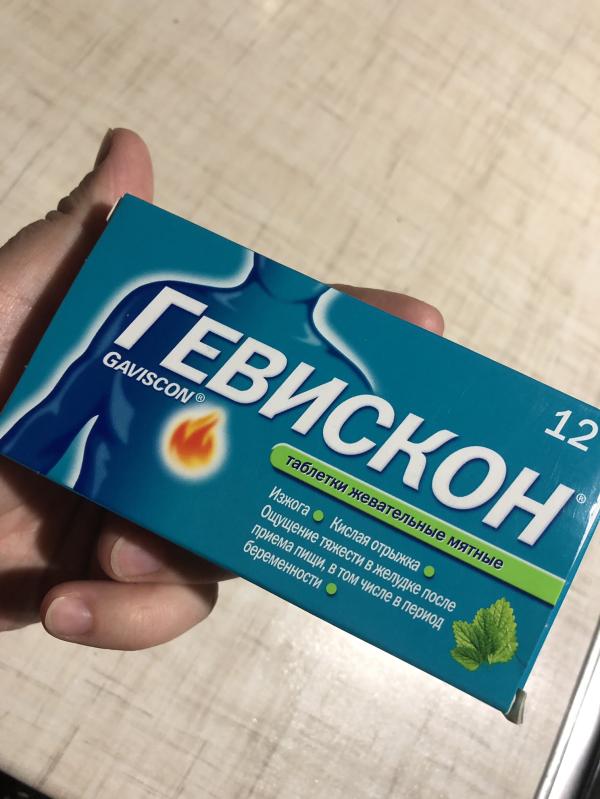 ГЕВИСКОН®
GAVISCON®
12
таблетки жевательные мятные
Изжога ● Кислая отрыжка ●
Ощущение тяжести в желудке после
приема пищи, в том числе в период
беременности ●